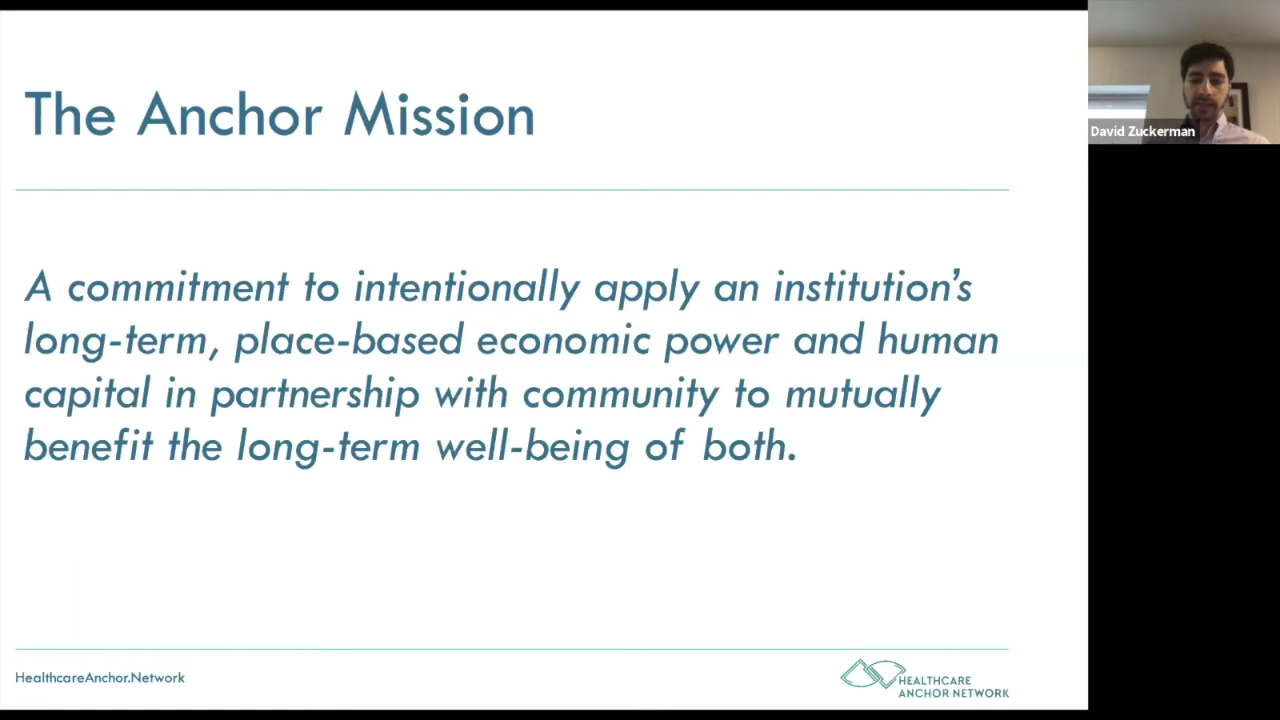 The Anchor Mission
David Zuckerman
A commitment to intentionally apply an institution’s
long-term, place-based economic power and human
capital in partnership with community to mutually
benefit the long-term well-being of both.
HealthcareAnchor.Network
HEALTHCARE
ANCHOR NETWORK